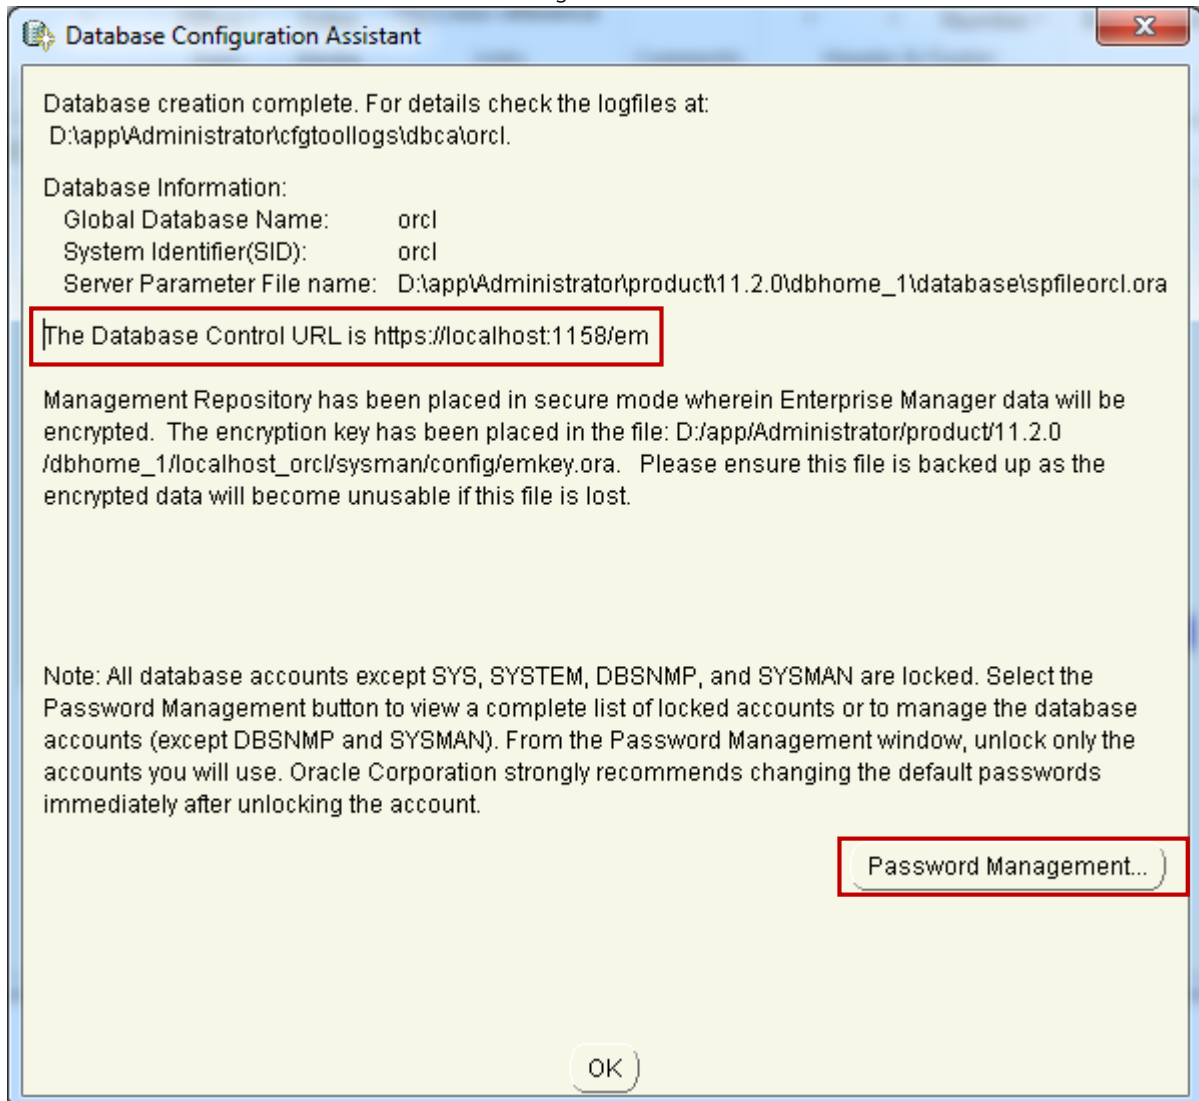 Database Configuration Assistant
Database creation complete. For details check the logfiles at:
D:\app\Administrator\cfgtoollogs\dbca\orcl.
Database Information:
Global Database Name: orcl
System Identifier(SID): orcl
Server Parameter File name: D:\app\Administrator\product\11.2.0\dbhome_1\database\spfileorcl.ora
The Database Control URL is https://localhost:1158/em
Management Repository has been placed in secure mode wherein Enterprise Manager data will be
encrypted. The encryption key has been placed in the file: D:/app/Administrator/product/11.2.0
/dbhome_1/localhost_orcl/sysman/config/emkey.ora. Please ensure this file is backed up as the
encrypted data will become unusable if this file is lost.
Note: All database accounts except SYS, SYSTEM, DBSNMP, and SYSMAN are locked. Select the
Password Management button to view a complete list of locked accounts or to manage the database
accounts (except DBSNMP and SYSMAN). From the Password Management window, unlock only the
accounts you will use. Oracle Corporation strongly recommends changing the default passwords
immediately after unlocking the account.
Password Management...
OK